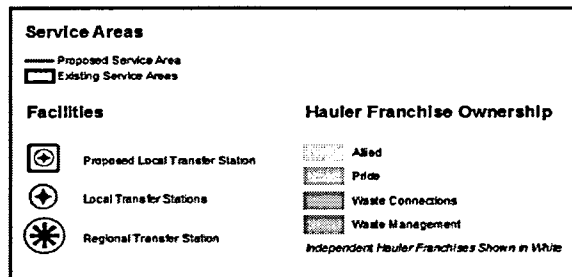 Service Areas
Proposed Service Area
Existing Service Areas
Facilities
Proposed Local Transfer Station
Local Transfer Stations
Regional Transfer Station
Hauler Franchise Ownership
Allied
Pride
Waste Connections
Waste Management
Independent Hauler Franchises Shown in White